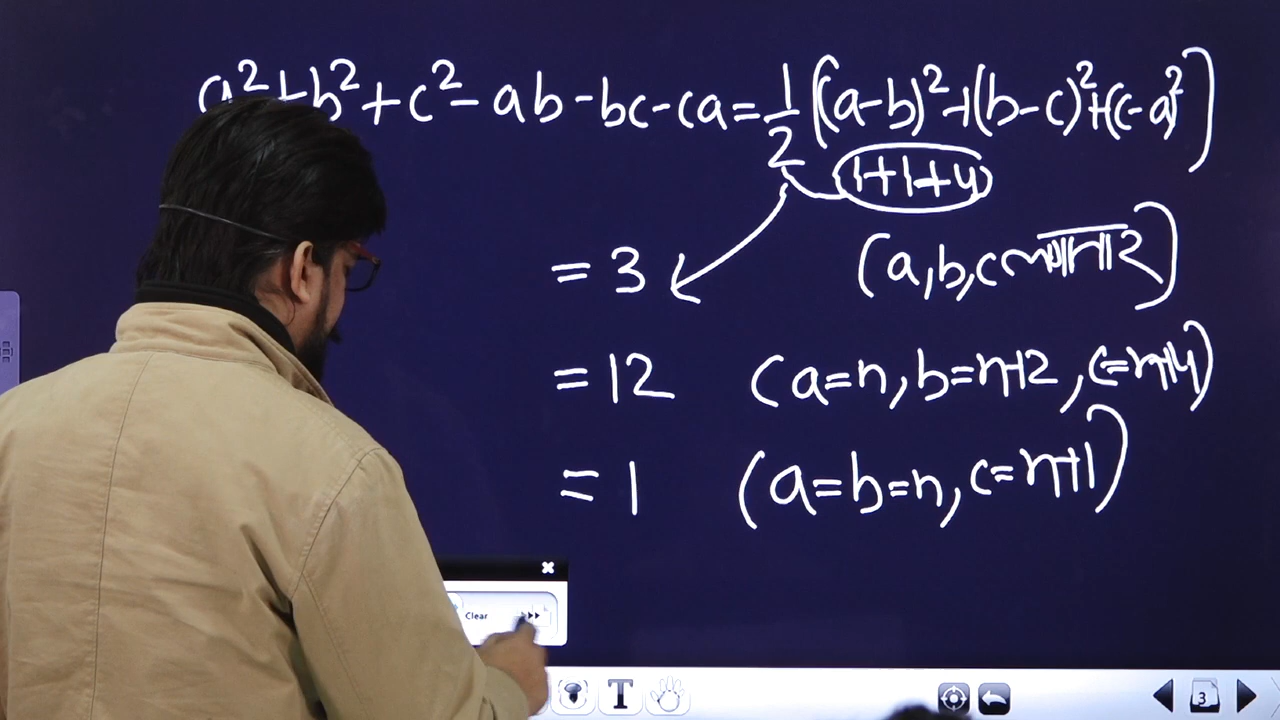 a²+b²+c²-ab-bc-ca=1/2[(a-b)²+(b-c)²+(c-a)²]
1+1+4
=3 (a,b,c
=12 (a=n,b=n+2,c=n+4)
=1 (a=b=n,c=n+1)
Clear
T
3